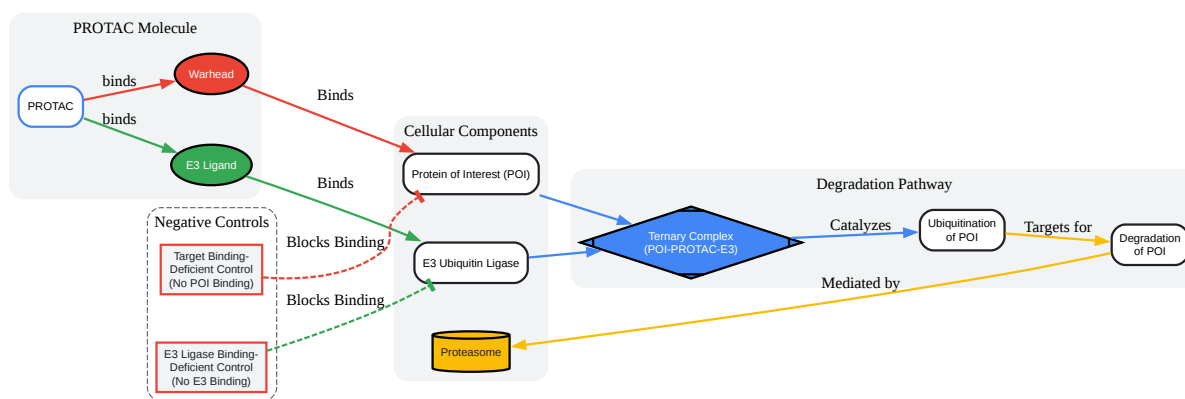 PROTAC Molecule
binds
Warhead
PROTAC
binds
E3 Ligand
Binds
Binds
Cellular Components
Protein of Interest (POI)
E3 Ubiquitin Ligase
Proteasome
Negative Controls
Target Binding-
Deficient Control
(No POI Binding)
Blocks Binding
Blocks Binding
E3 Ligase Binding-
Deficient Control
(No E3 Binding)
Degradation Pathway
Ternary Complex
(POI-PROTAC-E3)
Catalyzes
Ubiquitination
of POI
Targets for
Degradation
of POI
Mediated by